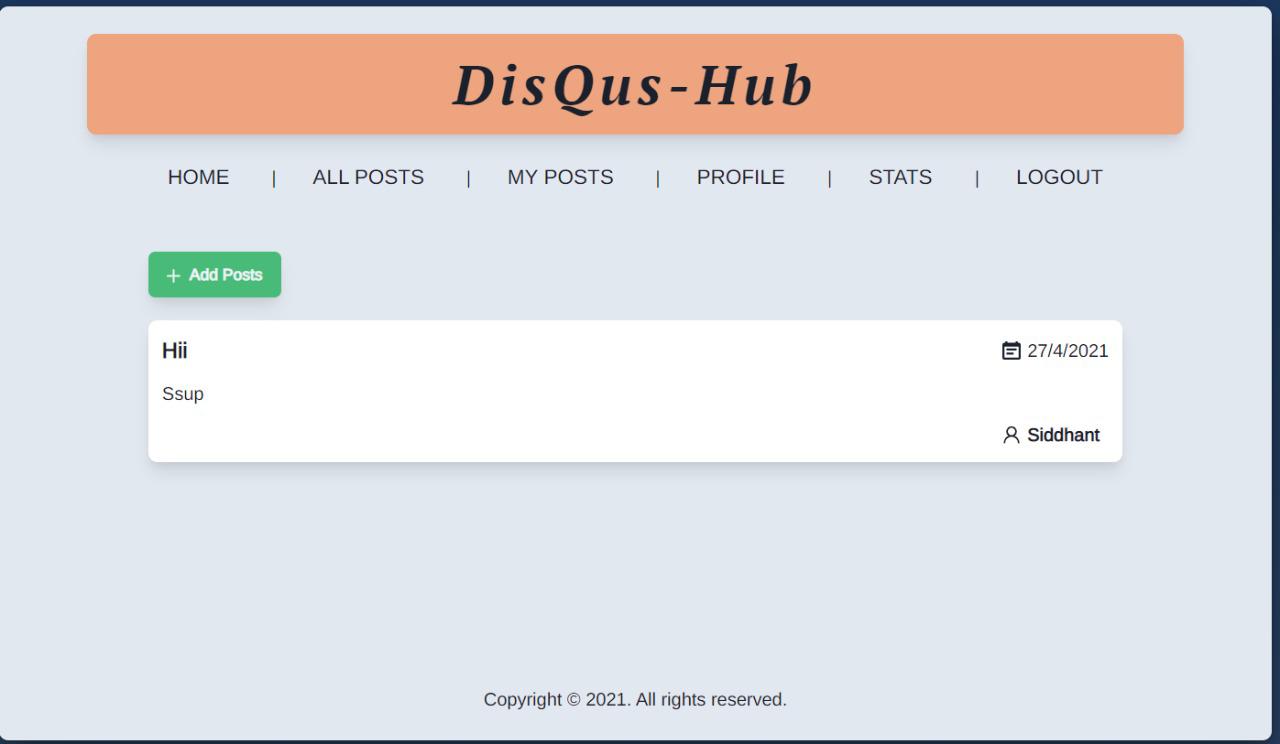 DisQus-Hub
HOME | ALL POSTS | MY POSTS | PROFILE | STATS | LOGOUT
+ Add Posts
Hii 27/4/2021
Ssup
Siddhant
Copyright © 2021. All rights reserved.